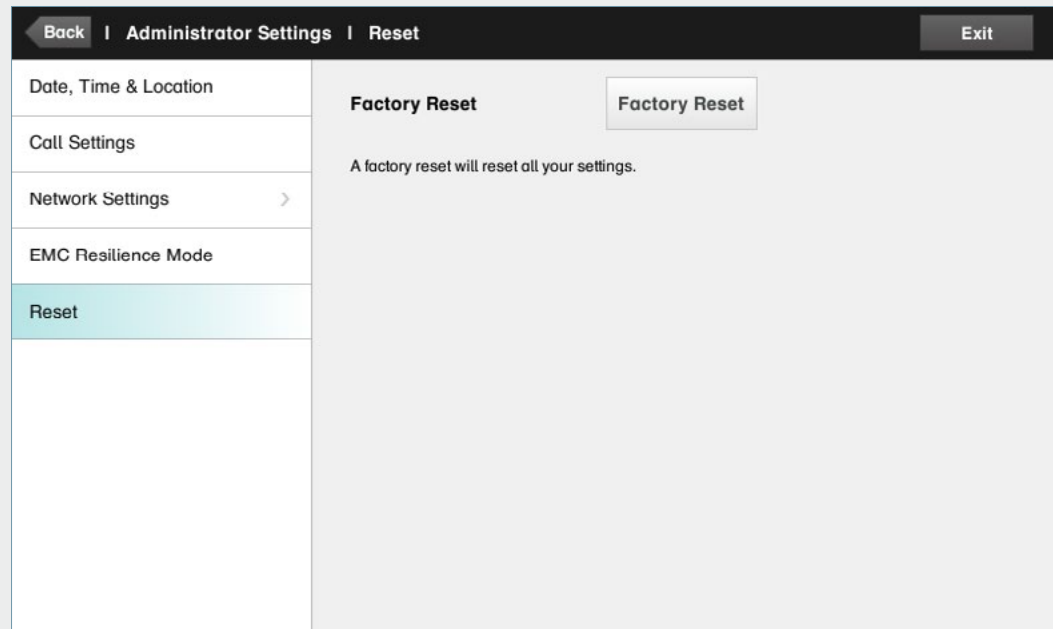 Back | Administrator Settings | Reset
Exit
Date, Time & Location
Call Settings
Network Settings
EMC Resilience Mode
Reset
Factory Reset
Factory Reset
A factory reset will reset all your settings.